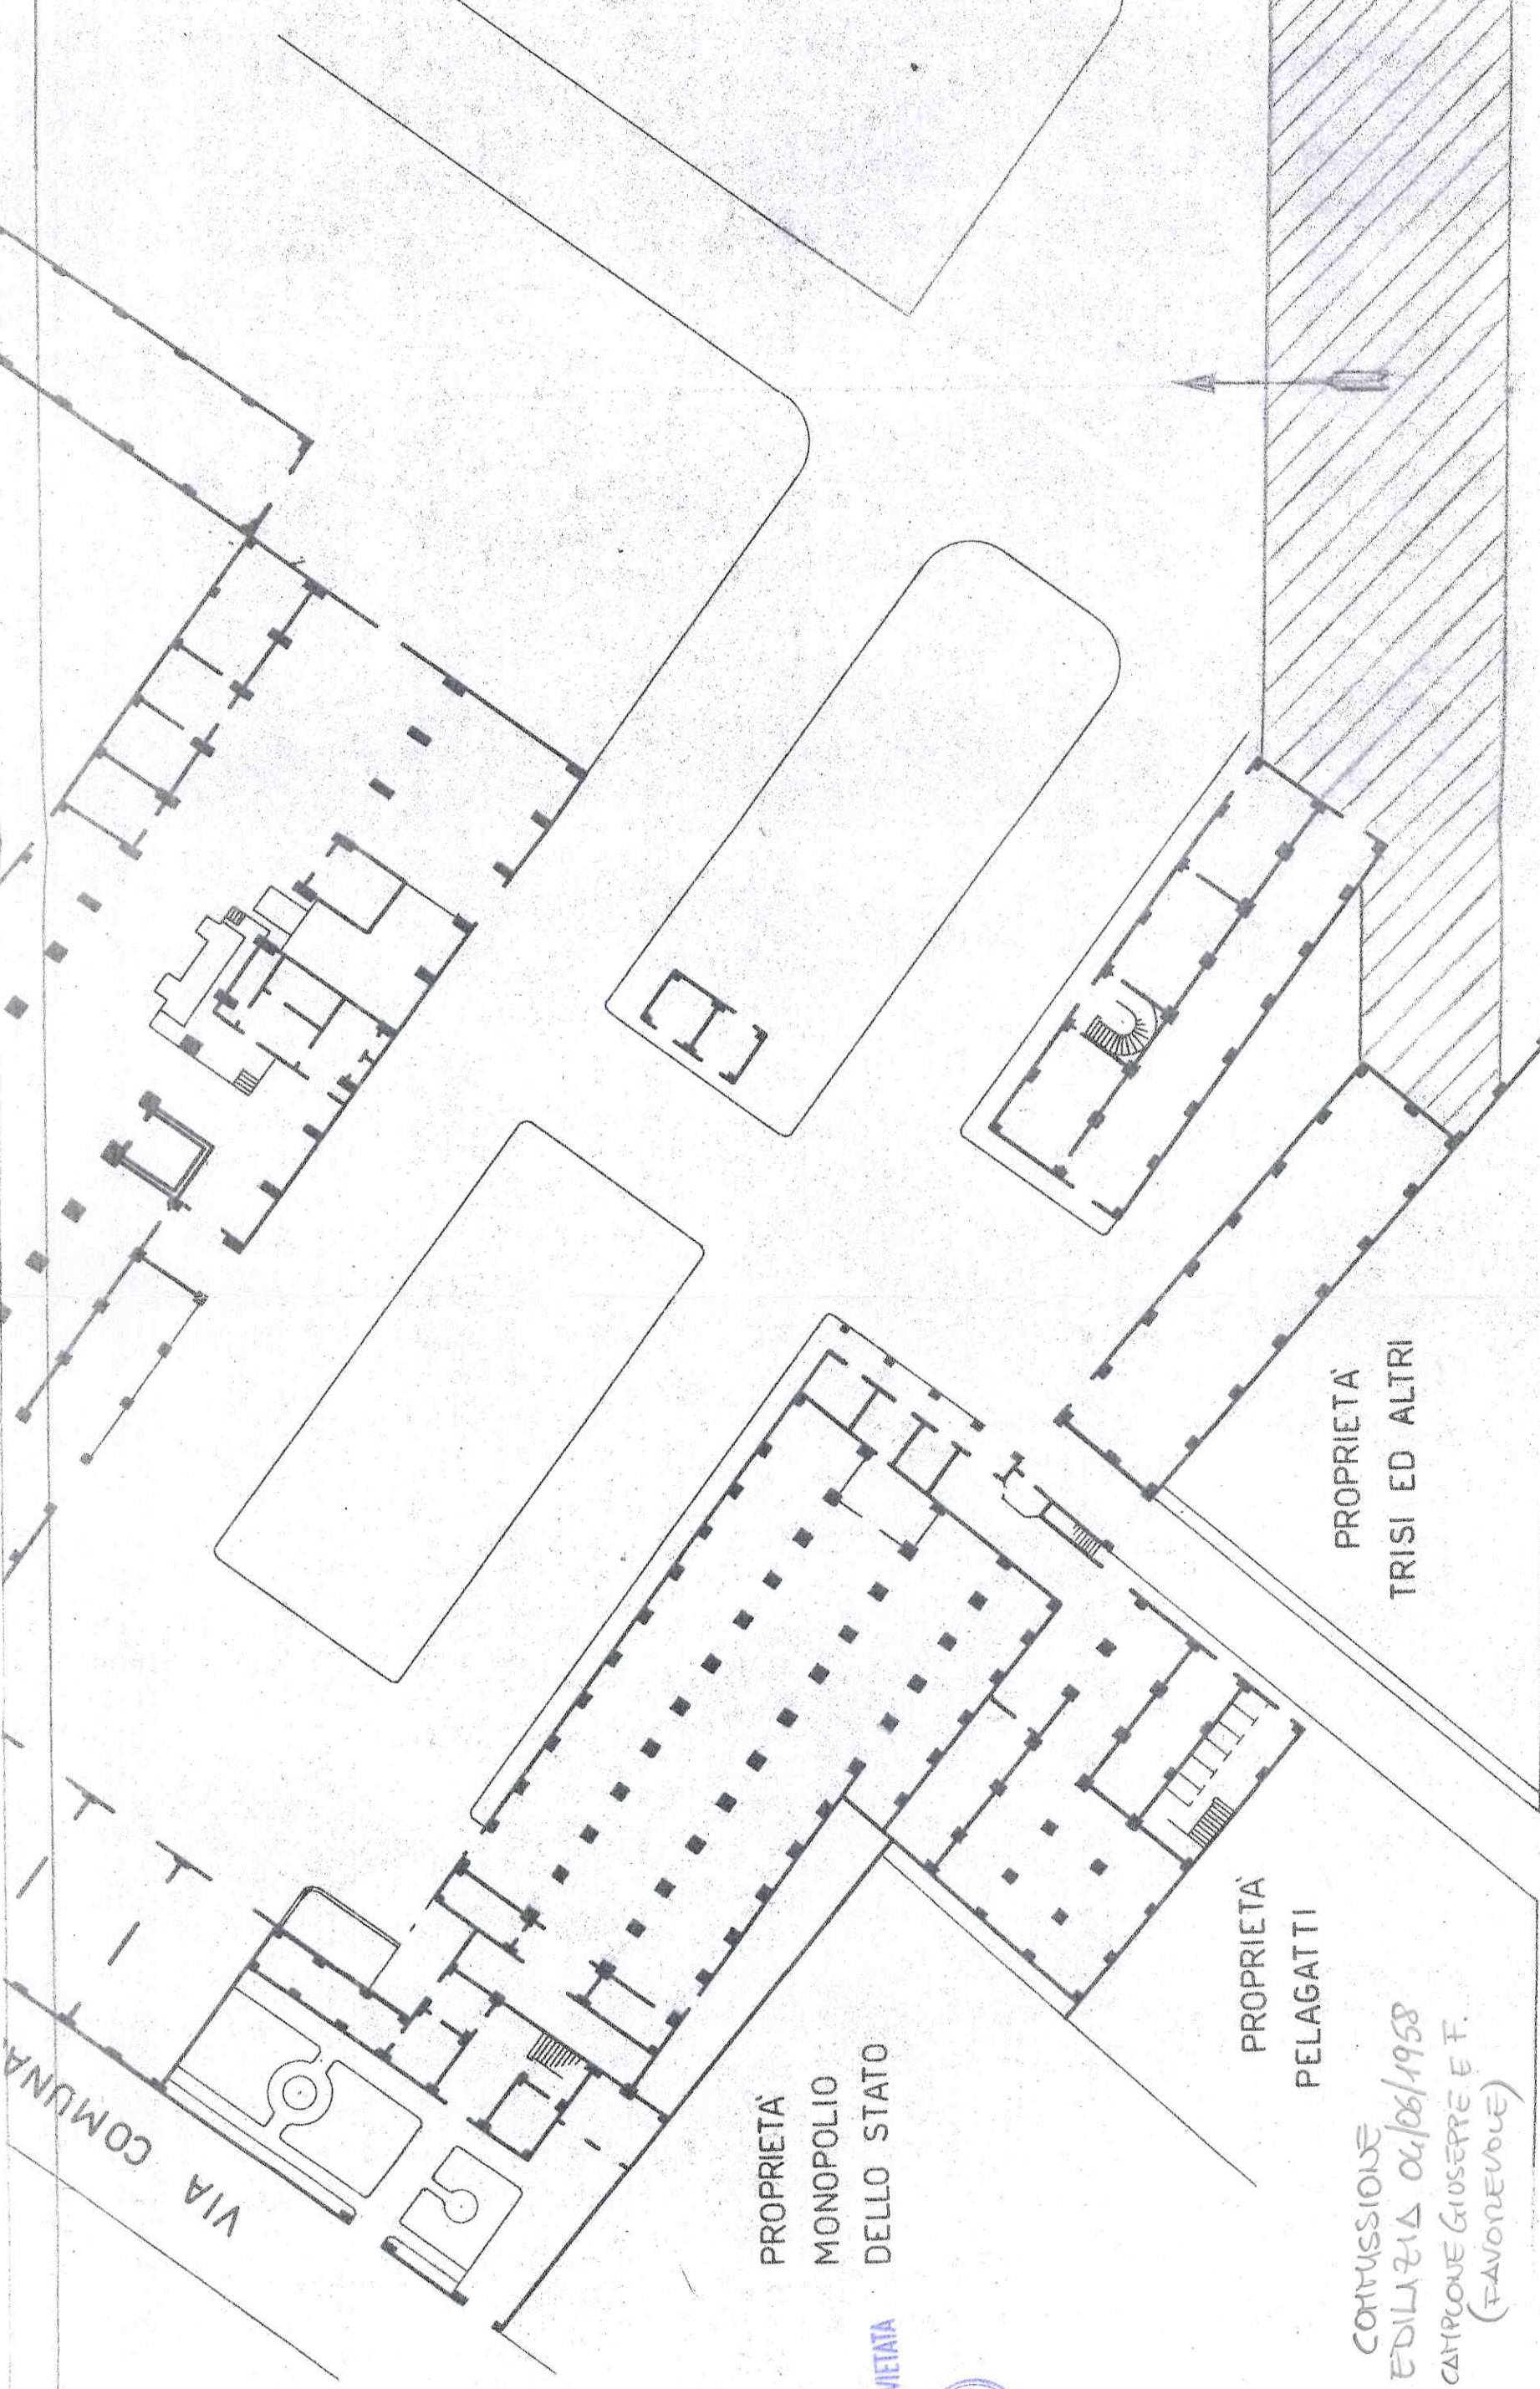 VIA COMUNA
PROPRIETÀ
MONOPOLIO
DELLO STATO
PROPRIETÀ
PELAGATTI
PROPRIETÀ
TRISI ED ALTRI
COMMISSIONE
EDILIZIA 04/06/1958
CAMPLONE GIUSEPPE E F.
(FAVOREVOLE)
VIETATA